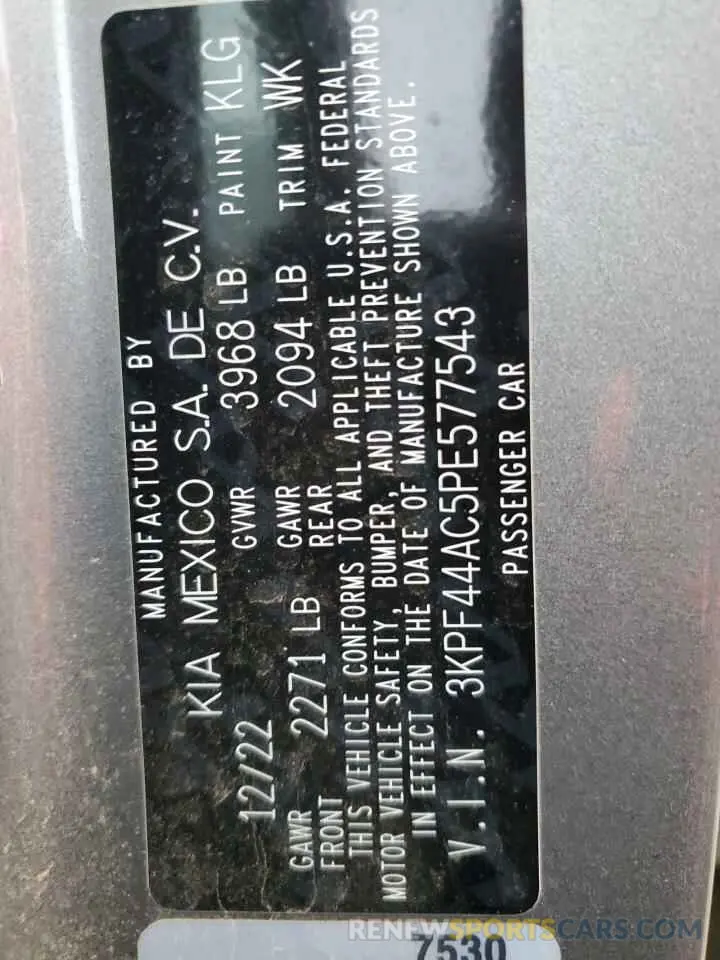 MANUFACTURED BY
KIA MEXICO S.A. DE C.V.
12/22 GVWR 3968 LB PAINT KLG
GAWR FRONT 2271 LB GAWR REAR 2094 LB TRIM WK
THIS VEHICLE CONFORMS TO ALL APPLICABLE U.S.A. FEDERAL
MOTOR VEHICLE SAFETY, BUMPER, AND THEFT PREVENTION STANDARDS
IN EFFECT ON THE DATE OF MANUFACTURE SHOWN ABOVE.
V.I.N. 3KPF44AC5PE577543
PASSENGER CAR
7530
RENEWSPORTSCARS.COM